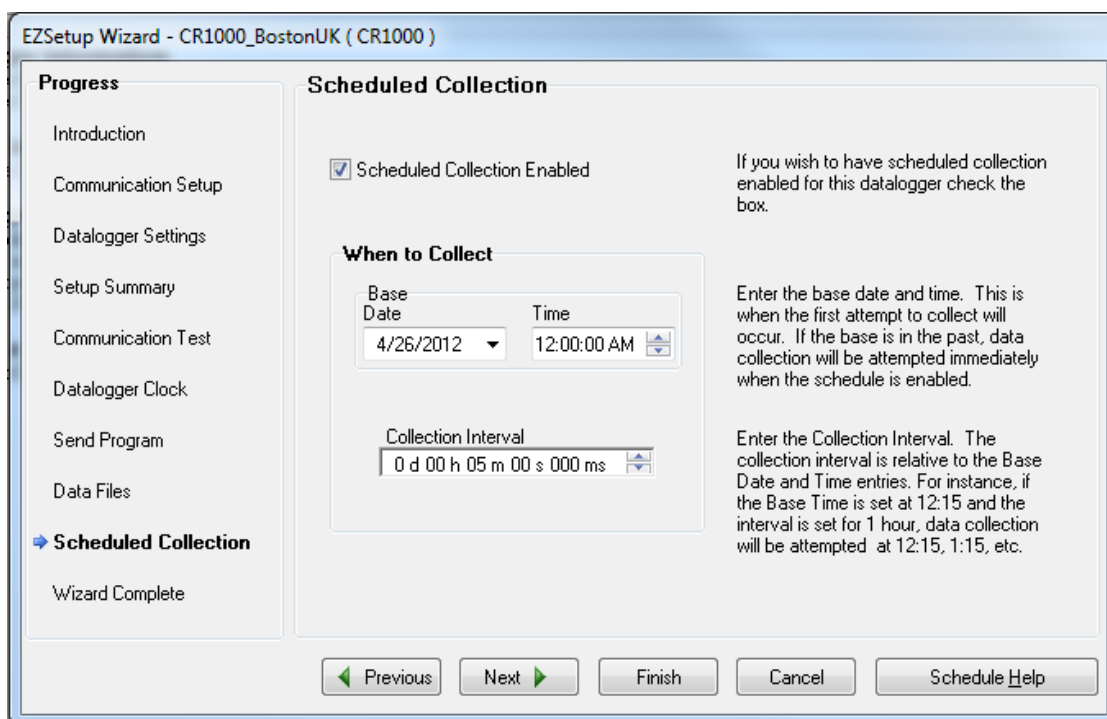 EZSetup Wizard - CR1000_BostonUK ( CR1000 )
Progress
Introduction
Communication Setup
Datalogger Settings
Setup Summary
Communication Test
Datalogger Clock
Send Program
Data Files
Scheduled Collection
Wizard Complete
Scheduled Collection
Scheduled Collection Enabled
If you wish to have scheduled collection
enabled for this datalogger check the
box.
When to Collect
Base
Date
Time
4/26/2012
12:00:00 AM
Enter the base date and time. This is
when the first attempt to collect will
occur. If the base is in the past, data
collection will be attempted immediately
when the schedule is enabled.
Collection Interval
0 d 00 h 05 m 00 s 000 ms
Enter the Collection Interval. The
collection interval is relative to the Base
Date and Time entries. For instance, if
the Base Time is set at 12:15 and the
interval is set for 1 hour, data collection
will be attempted at 12:15, 1:15, etc.
Previous
Next
Finish
Cancel
Schedule Help